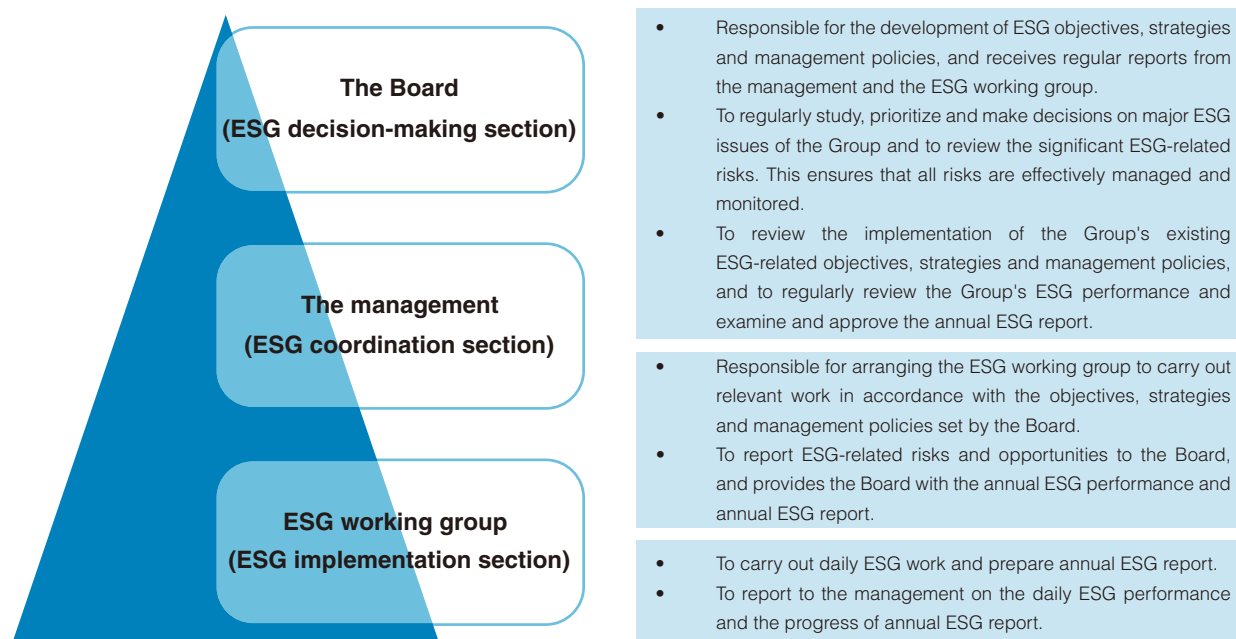 The Board
(ESG decision-making section)
• Responsible for the development of ESG objectives, strategies
and management policies, and receives regular reports from
the management and the ESG working group.
• To regularly study, prioritize and make decisions on major ESG
issues of the Group and to review the significant ESG-related
risks. This ensures that all risks are effectively managed and
monitored.
• To review the implementation of the Group's existing
ESG-related objectives, strategies and management policies,
and to regularly review the Group's ESG performance and
examine and approve the annual ESG report.
The management
(ESG coordination section)
• Responsible for arranging the ESG working group to carry out
relevant work in accordance with the objectives, strategies
and management policies set by the Board.
• To report ESG-related risks and opportunities to the Board,
and provides the Board with the annual ESG performance and
annual ESG report.
ESG working group
(ESG implementation section)
• To carry out daily ESG work and prepare annual ESG report.
• To report to the management on the daily ESG performance
and the progress of annual ESG report.